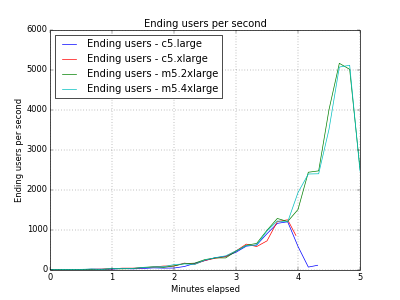 Ending users per second
6000
5000
4000
3000
2000
1000
0
Ending users per second
Ending users - c5.large
Ending users - c5.xlarge
Ending users - m5.2xlarge
Ending users - m5.4xlarge
0 1 2 3 4 5
Minutes elapsed